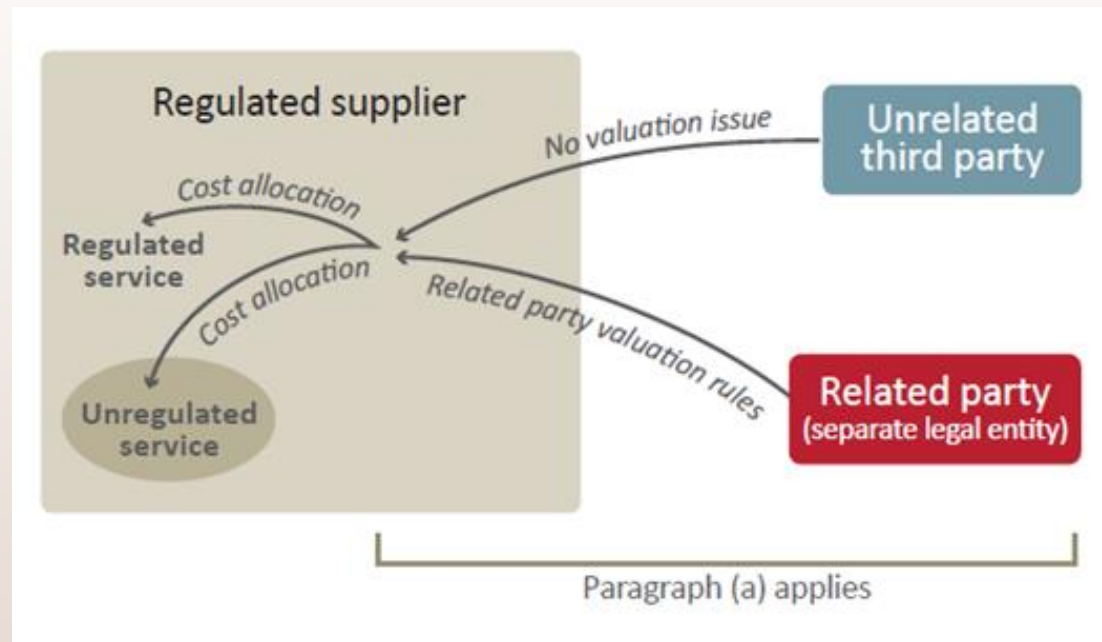 Regulated supplier
No valuation issue
Unrelated
third party
Cost allocation
Regulated
service
Cost allocation
Related party valuation rules
Unregulated
service
Related party
(separate legal entity)
Paragraph (a) applies